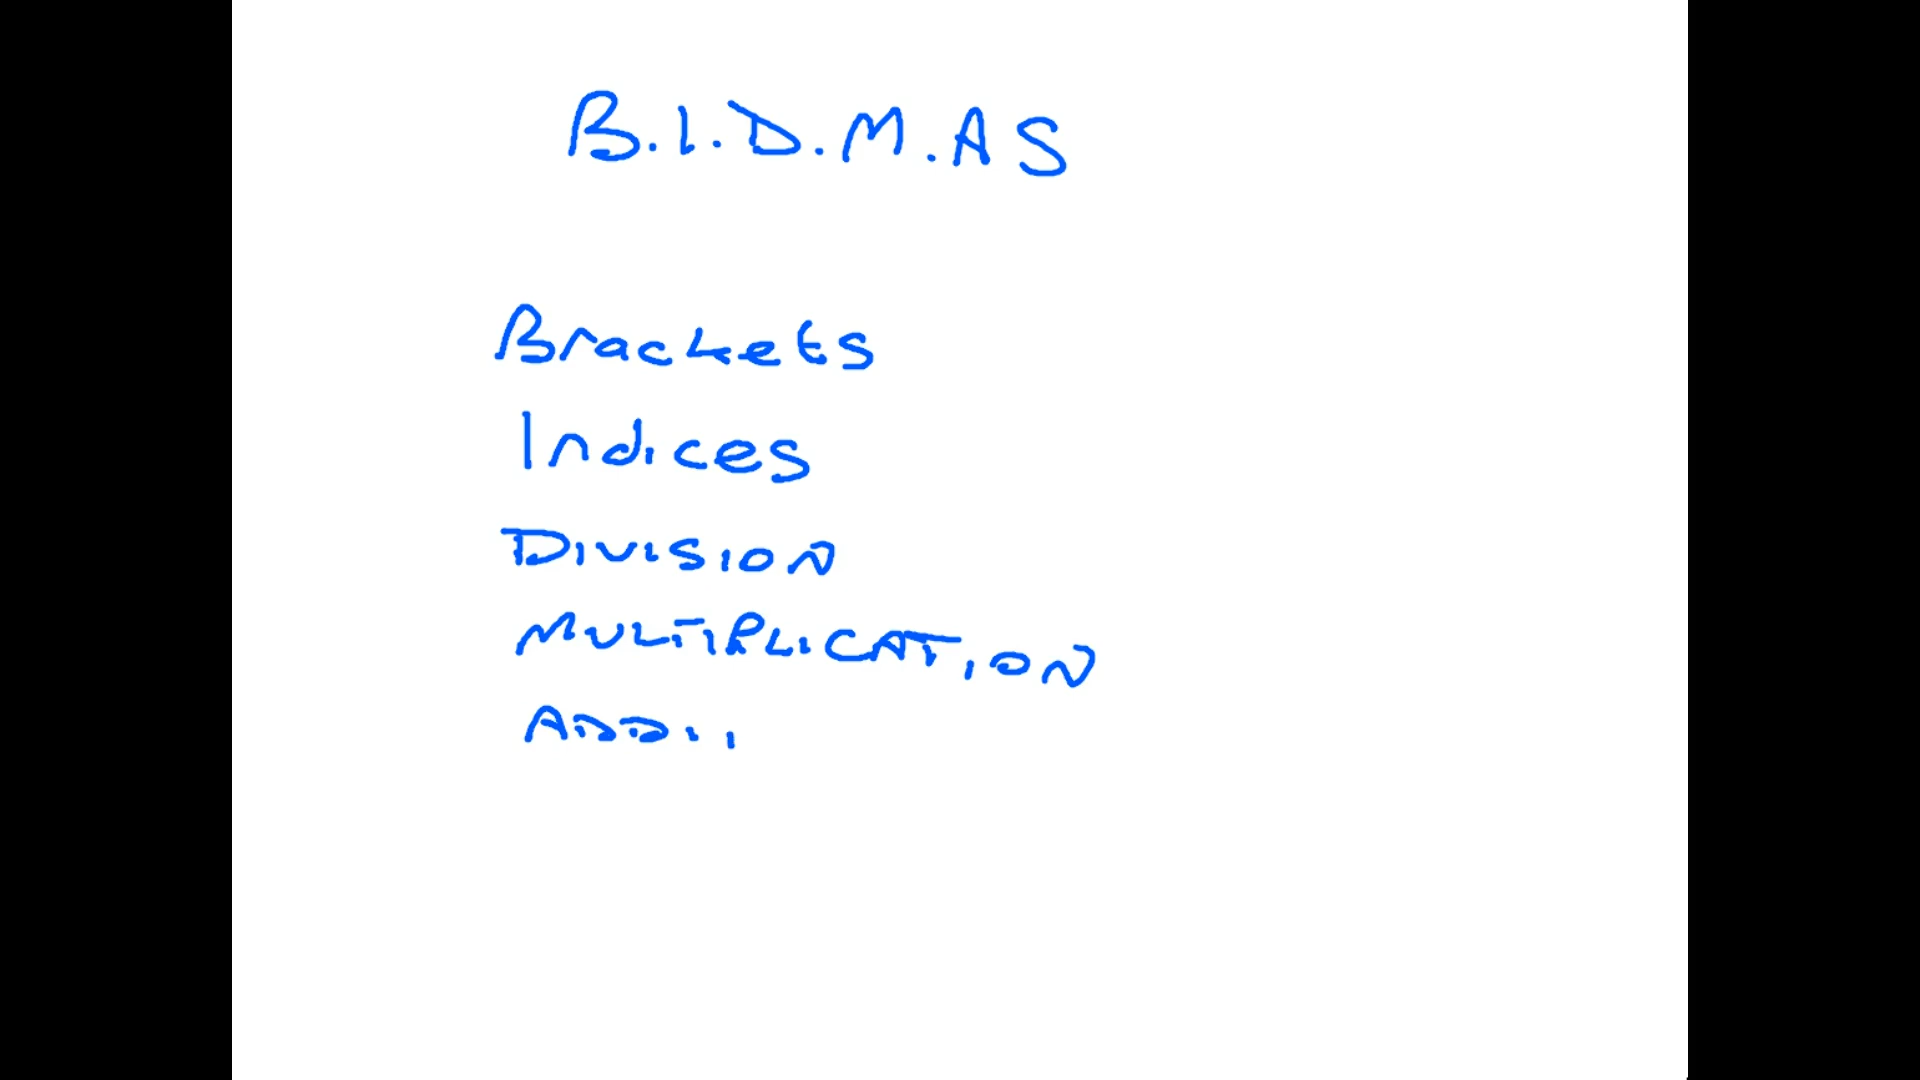 B.I.D.M.AS
Brackets
Indices
DIVISION
MULTIPLICATION